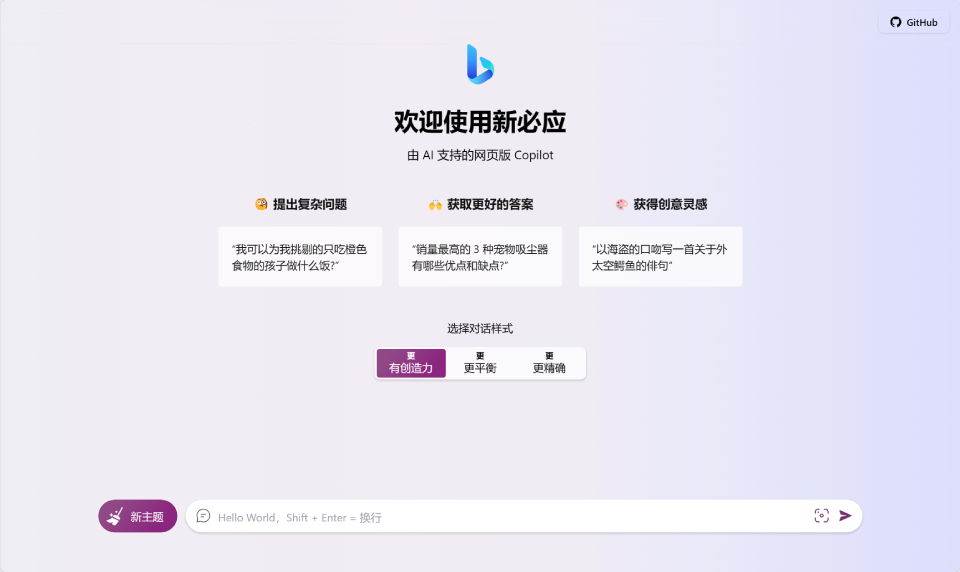 GitHub
欢迎使用新必应
由 AI 支持的网页版 Copilot
提出复杂问题
“我可以为我挑剔的只吃橙色
食物的孩子做什么饭?”
获取更好的答案
“销量最高的 3 种宠物吸尘器
有哪些优点和缺点?”
获得创意灵感
“以海盗的口吻写一首关于外
太空鳄鱼的俳句”
选择对话样式
更
有创造力
更
更平衡
更
更精确
新主题
Hello World，Shift + Enter = 换行